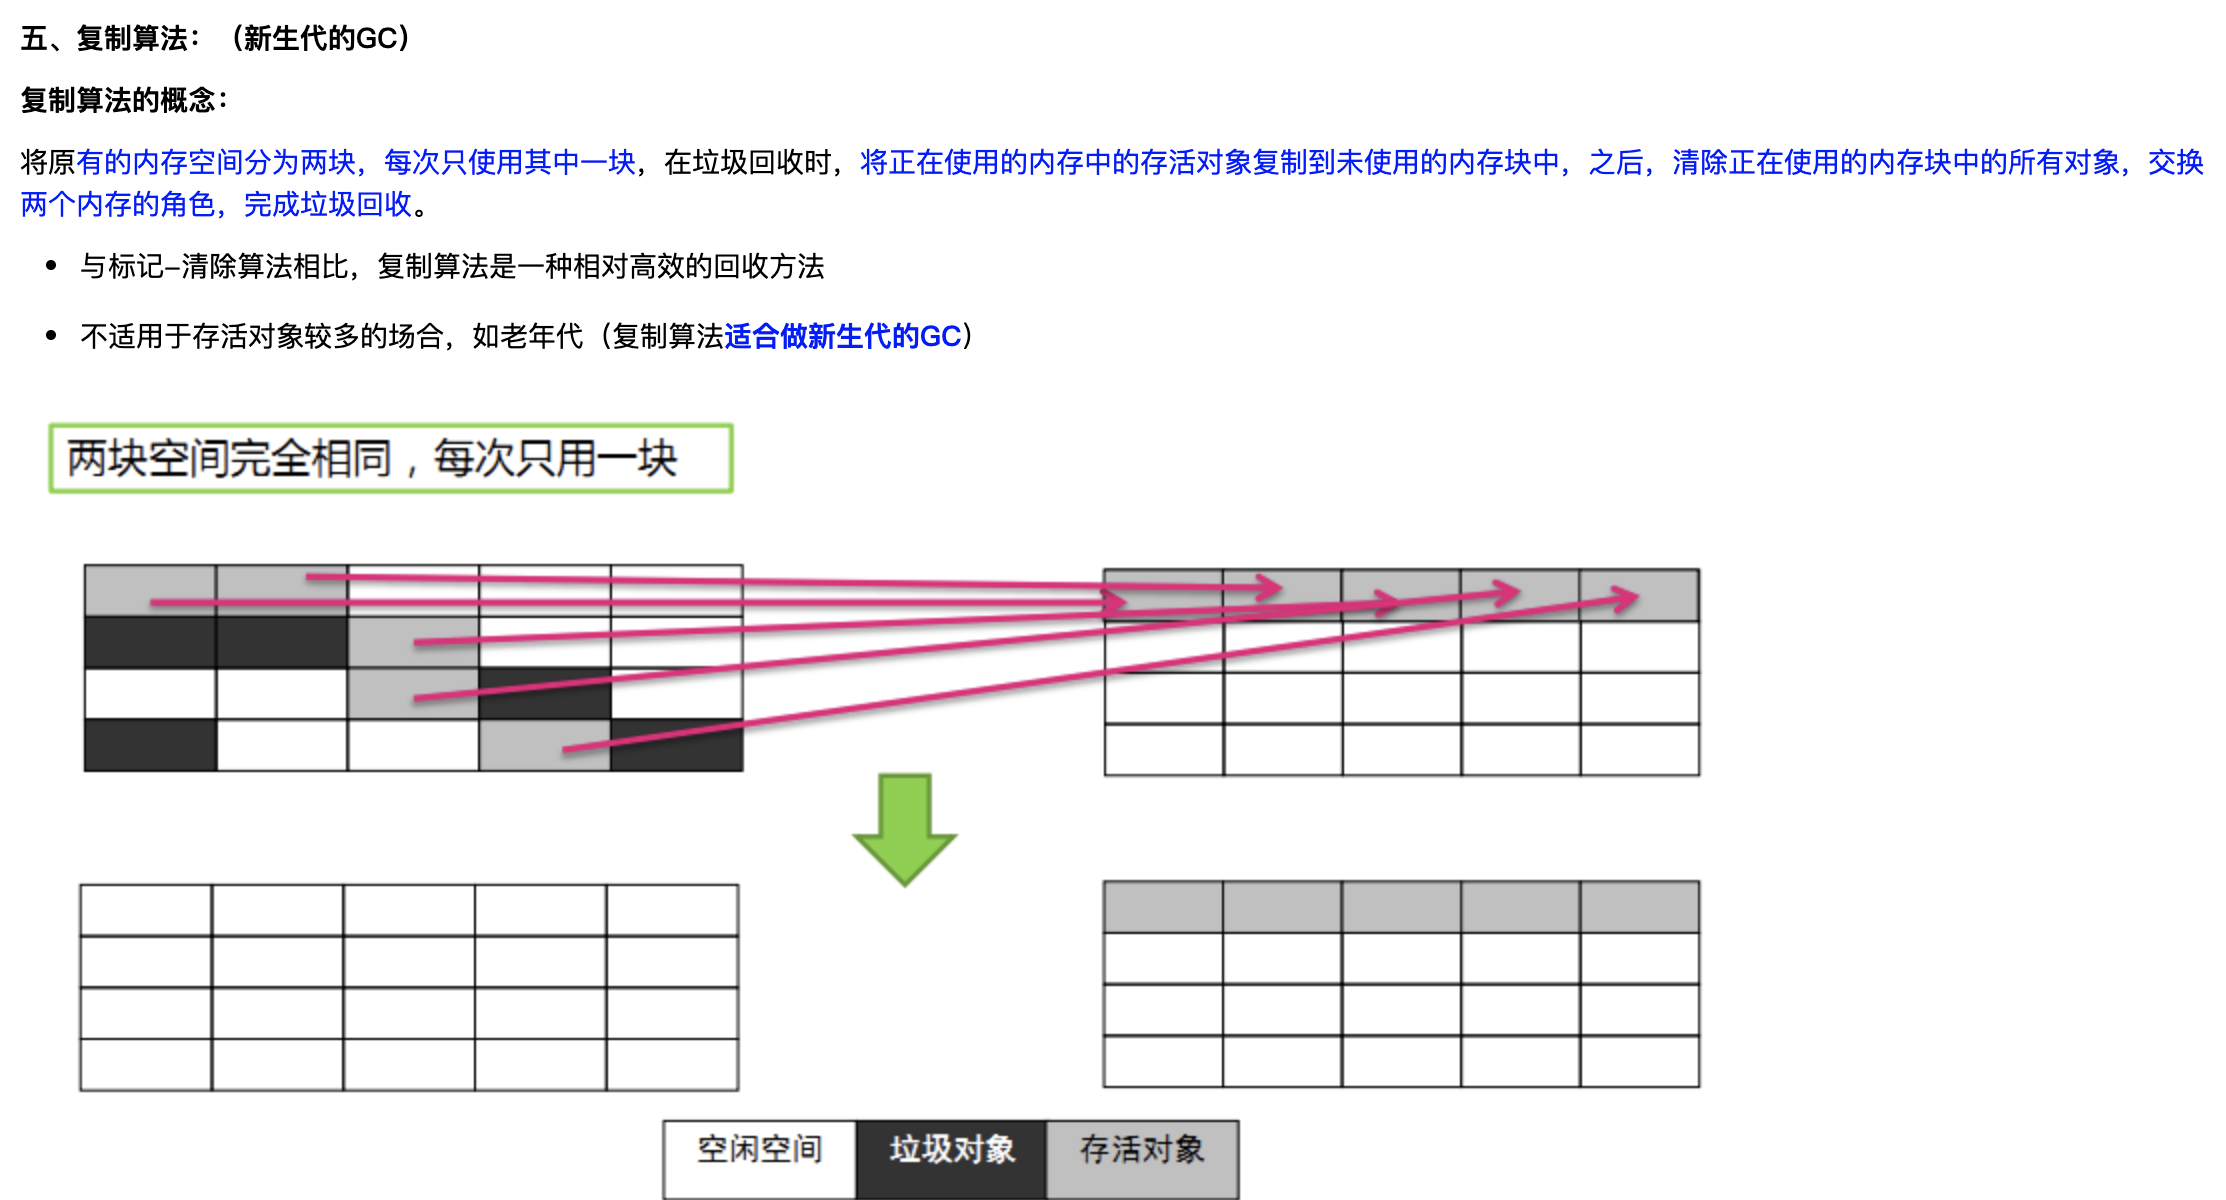 五、复制算法：（新生代的GC）
复制算法的概念：
将原有的内存空间分为两块，每次只使用其中一块，在垃圾回收时，将正在使用的内存中的存活对象复制到未使用的内存块中，之后，清除正在使用的内存块中的所有对象，交换
两个内存的角色，完成垃圾回收。
• 与标记–清除算法相比，复制算法是一种相对高效的回收方法
• 不适用于存活对象较多的场合，如老年代（复制算法适合做新生代的GC）
两块空间完全相同，每次只用一块
空闲空间 垃圾对象 存活对象